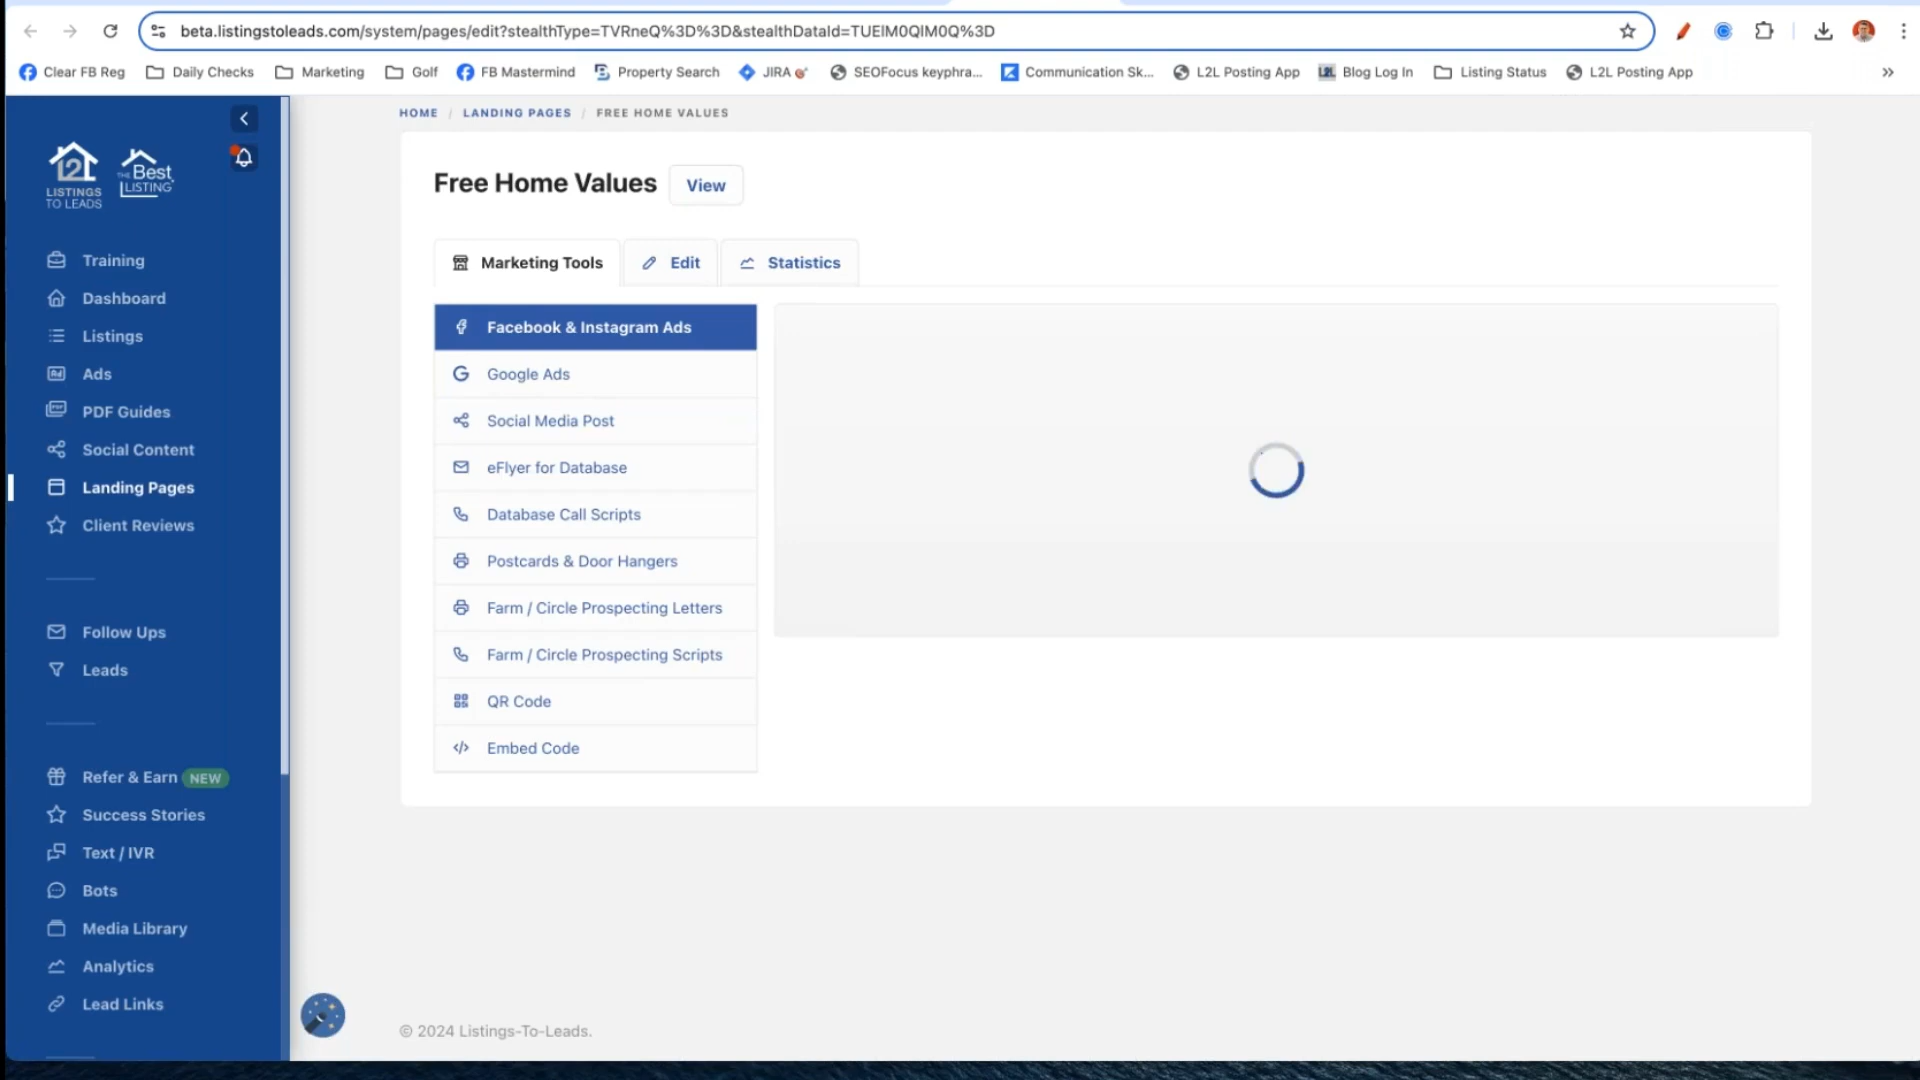 beta.listingstoleads.com/system/pages/edit?stealthType=TVRneQ%3D%3D&stealthDataId=TUElM0QlM0Q%3D
Clear FB Reg Daily Checks Marketing Golf FB Mastermind Property Search JIRA SEOFocus keyphra... Communication Sk... L2L Posting App Blog Log In Listing Status L2L Posting App
L2L
LISTINGS
TO LEADS
THE Best
LISTING
Training
Dashboard
Listings
Ads
PDF Guides
Social Content
Landing Pages
Client Reviews
Follow Ups
Leads
Refer & Earn NEW
Success Stories
Text / IVR
Bots
Media Library
Analytics
Lead Links
HOME / LANDING PAGES / FREE HOME VALUES
Free Home Values View
Marketing Tools Edit Statistics
Facebook & Instagram Ads
Google Ads
Social Media Post
eFlyer for Database
Database Call Scripts
Postcards & Door Hangers
Farm / Circle Prospecting Letters
Farm / Circle Prospecting Scripts
QR Code
Embed Code
© 2024 Listings-To-Leads.